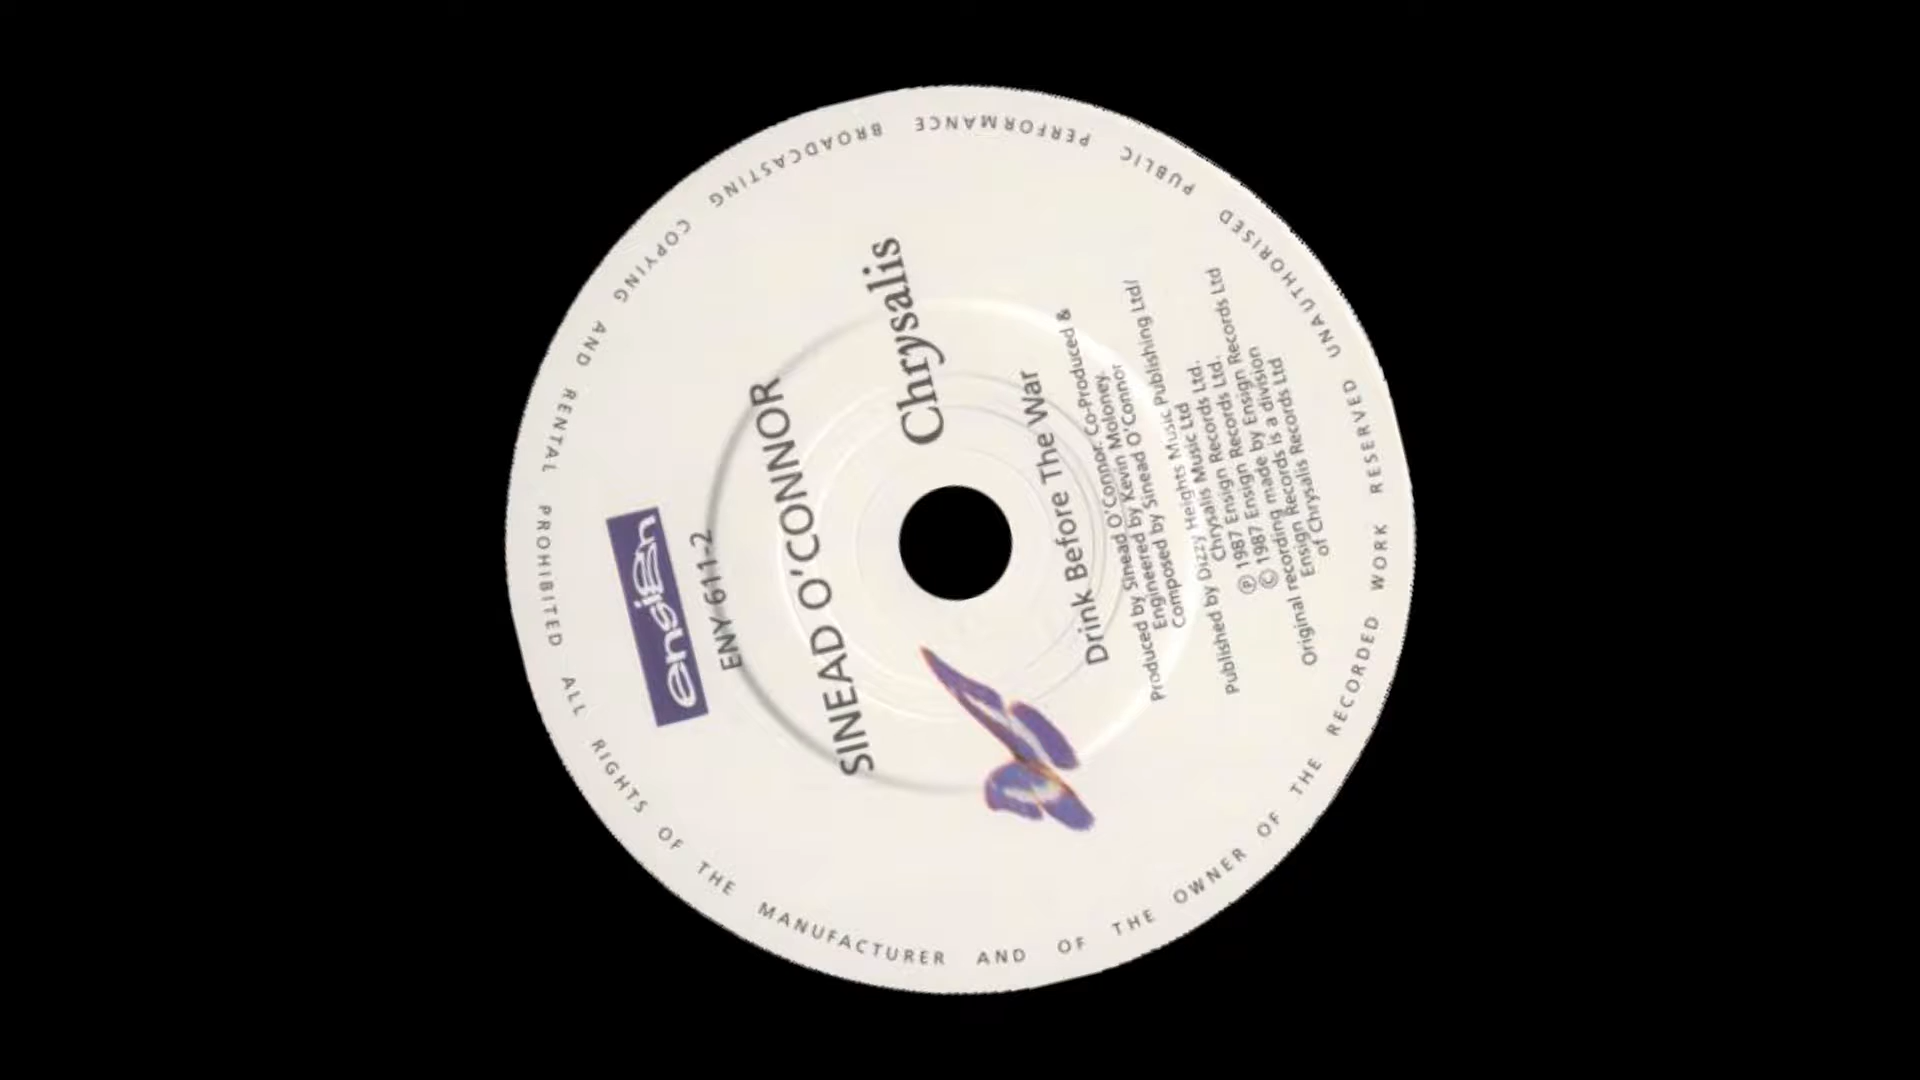 ensign
ENY 611-2
SINEAD O'CONNOR
Chrysalis
Drink Before The War
Produced by Sinead O'Connor. Co-Produced &
Engineered by Kevin Moloney.
Composed by Sinead O'Connor
Published by Dizzy Heights Music Publishing Ltd/
Chrysalis Music Ltd
℗ 1987 Ensign Records Ltd.
© 1987 Ensign Records Ltd.
Original recording made by Ensign Records Ltd
Ensign Records is a division
of Chrysalis Records Ltd
ALL RIGHTS OF THE MANUFACTURER AND OF THE OWNER OF THE RECORDED WORK RESERVED UNAUTHORISED PUBLIC PERFORMANCE BROADCASTING COPYING AND RENTAL PROHIBITED